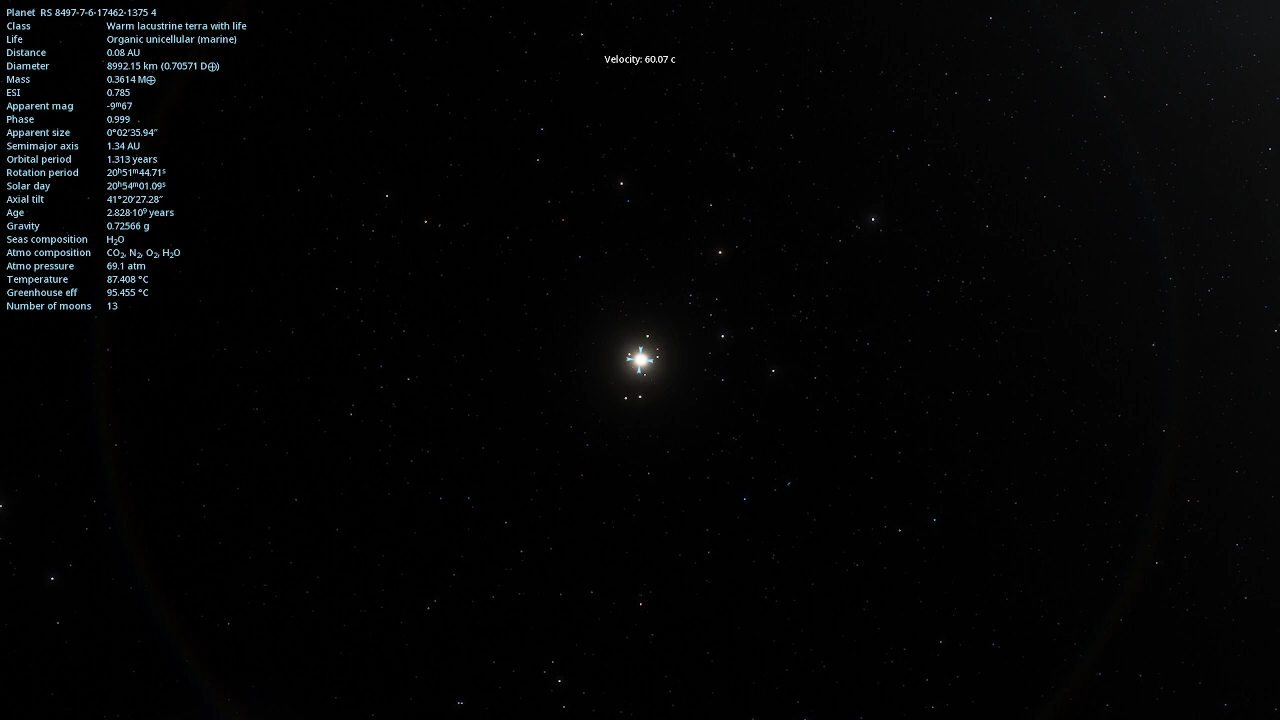 Planet RS 8497-7-6-17462-1375 4
Class Warm lacustrine terra with life
Life Organic unicellular (marine)
Distance 0.08 AU
Diameter 8992.15 km (0.70571 D⊕)
Mass 0.3614 M⊕
ESI 0.785
Apparent mag -9ᵐ67
Phase 0.999
Apparent size 0°02'35.94"
Semimajor axis 1.34 AU
Orbital period 1.313 years
Rotation period 20ʰ51ᵐ44.71ˢ
Solar day 20ʰ54ᵐ01.09ˢ
Axial tilt 41°20'27.28"
Age 2.828·10⁹ years
Gravity 0.72566 g
Seas composition H₂O
Atmo composition CO₂, N₂, O₂, H₂O
Atmo pressure 69.1 atm
Temperature 87.408 °C
Greenhouse eff 95.455 °C
Number of moons 13
Velocity: 60.07 c